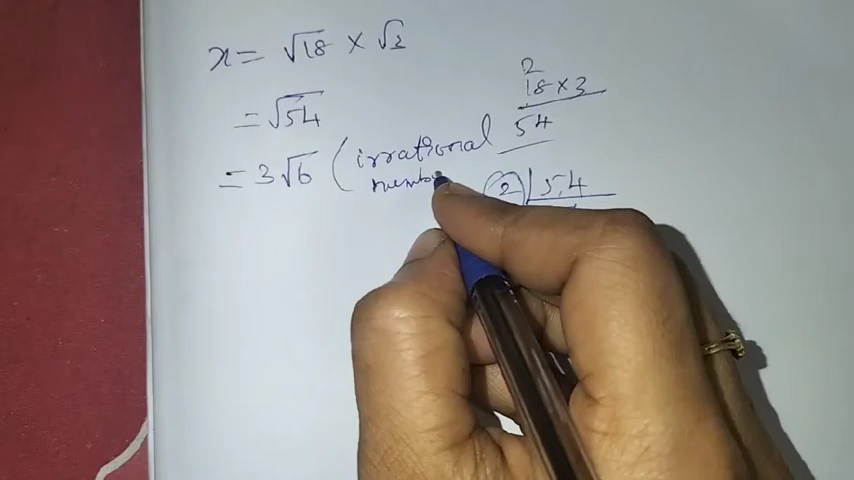 x = √18 × √3
= √54
= 3√6 (irrational
2
18×3
54
2 | 54